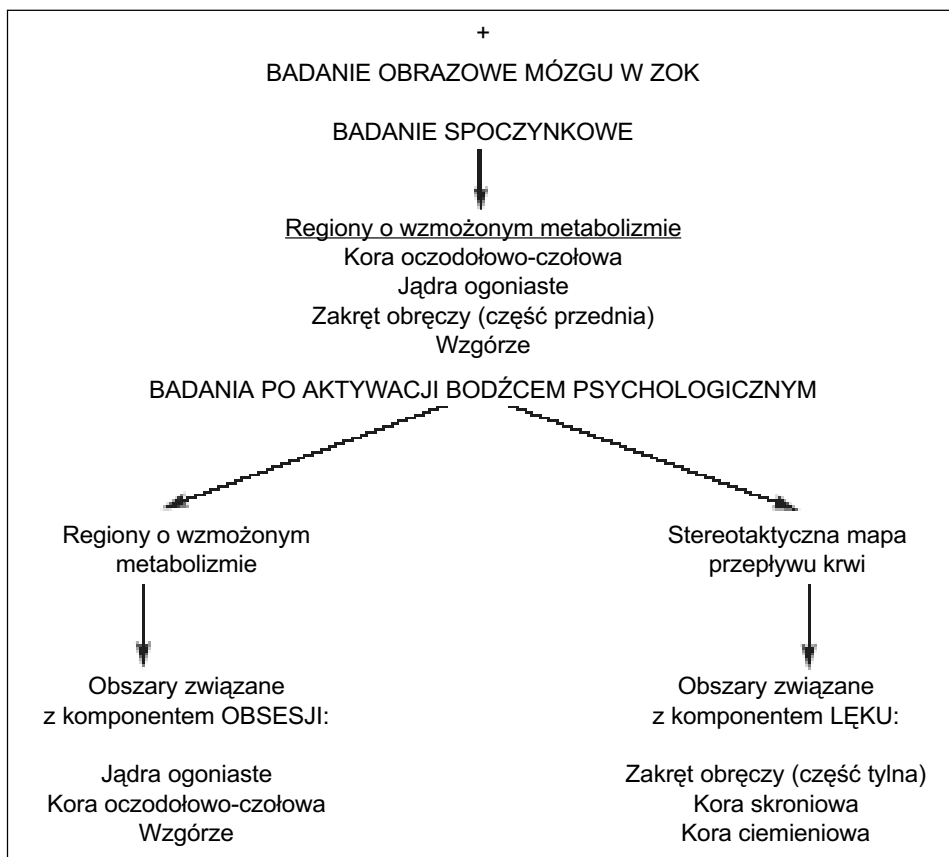 +
BADANIE OBRAZOWE MÓZGU W ZOK
BADANIE SPOCZYNKOWE
Regiony o wzmożonym metabolizmie
Kora oczodołowo-czołowa
Jądra ogoniaste
Zakręt obręczy (część przednia)
Wzgórze
BADANIA PO AKTYWACJI BODŹCEM PSYCHOLOGICZNYM
Regiony o wzmożonym
metabolizmie
Obszary związane
z komponentem OBSESJI:
Jądra ogoniaste
Kora oczodołowo-czołowa
Wzgórze
Stereotaktyczna mapa
przepływu krwi
Obszary związane
z komponentem LĘKU:
Zakręt obręczy (część tylna)
Kora skroniowa
Kora ciemieniowa